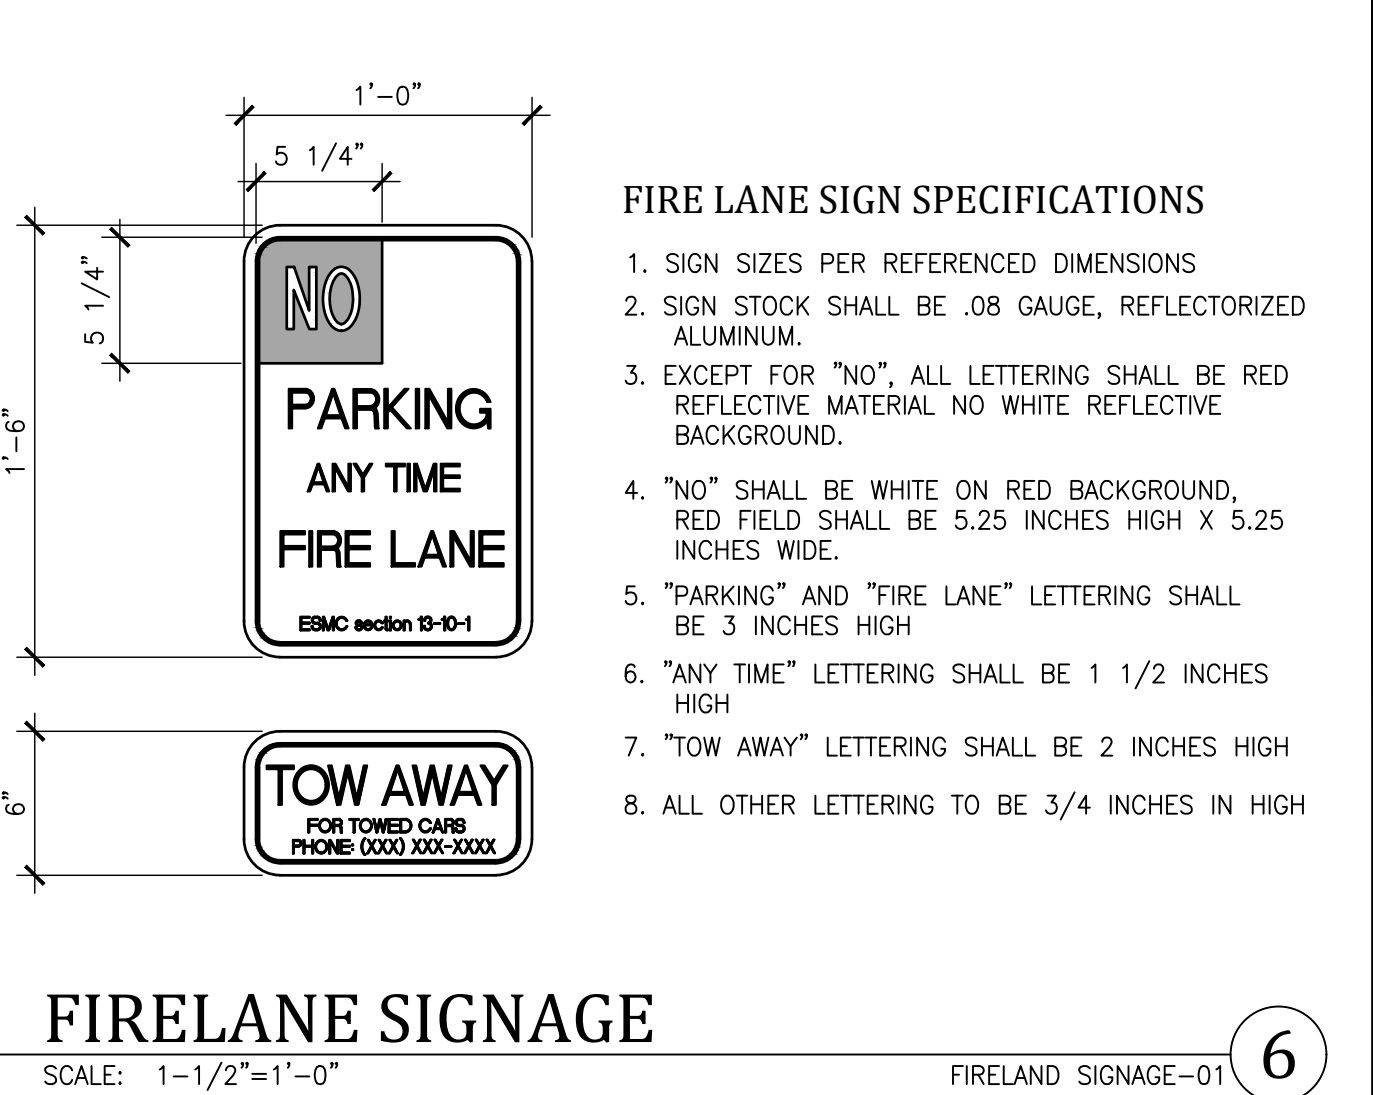 1'-0"
5 1/4"
5 1/4"
1'-6"
NO
PARKING
ANY TIME
FIRE LANE
ESMC section 13-10-1
6"
TOW AWAY
FOR TOWED CARS
PHONE: (XXX) XXX-XXXX
FIRE LANE SIGN SPECIFICATIONS
1. SIGN SIZES PER REFERENCED DIMENSIONS
2. SIGN STOCK SHALL BE .08 GAUGE, REFLECTORIZED
ALUMINUM.
3. EXCEPT FOR "NO", ALL LETTERING SHALL BE RED
REFLECTIVE MATERIAL NO WHITE REFLECTIVE
BACKGROUND.
4. "NO" SHALL BE WHITE ON RED BACKGROUND,
RED FIELD SHALL BE 5.25 INCHES HIGH X 5.25
INCHES WIDE.
5. "PARKING" AND "FIRE LANE" LETTERING SHALL
BE 3 INCHES HIGH
6. "ANY TIME" LETTERING SHALL BE 1 1/2 INCHES
HIGH
7. "TOW AWAY" LETTERING SHALL BE 2 INCHES HIGH
8. ALL OTHER LETTERING TO BE 3/4 INCHES IN HIGH
FIRELANE SIGNAGE
SCALE: 1-1/2"=1'-0"
FIRELAND SIGNAGE-01
6